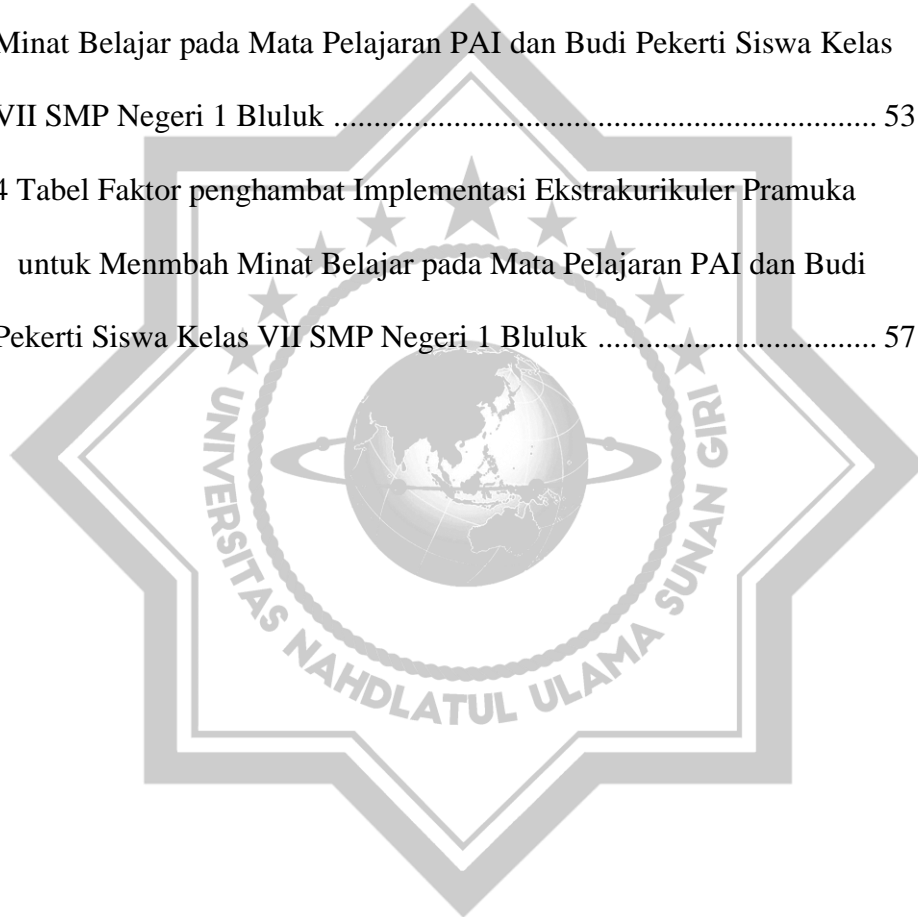 Minat Belajar pada Mata Pelajaran PAI dan Budi Pekerti Siswa Kelas
VII SMP Negeri 1 Bluluk ........................................................ 53
4 Tabel Faktor penghambat Implementasi Ekstrakurikuler Pramuka
untuk Menmbah Minat Belajar pada Mata Pelajaran PAI dan Budi
Pekerti Siswa Kelas VII SMP Negeri 1 Bluluk ............................. 57
UNIVERSITAS NAHDLATUL ULAMA SUNAN GIRI